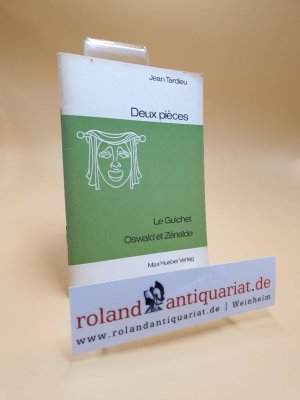 Jean Tardieu
Deux pièces
Le Guichet
Oswald et Zénaïde
Max Hueber Verlag
roland antiquariat.de
www.rolandantiquariat.de | Weinheim